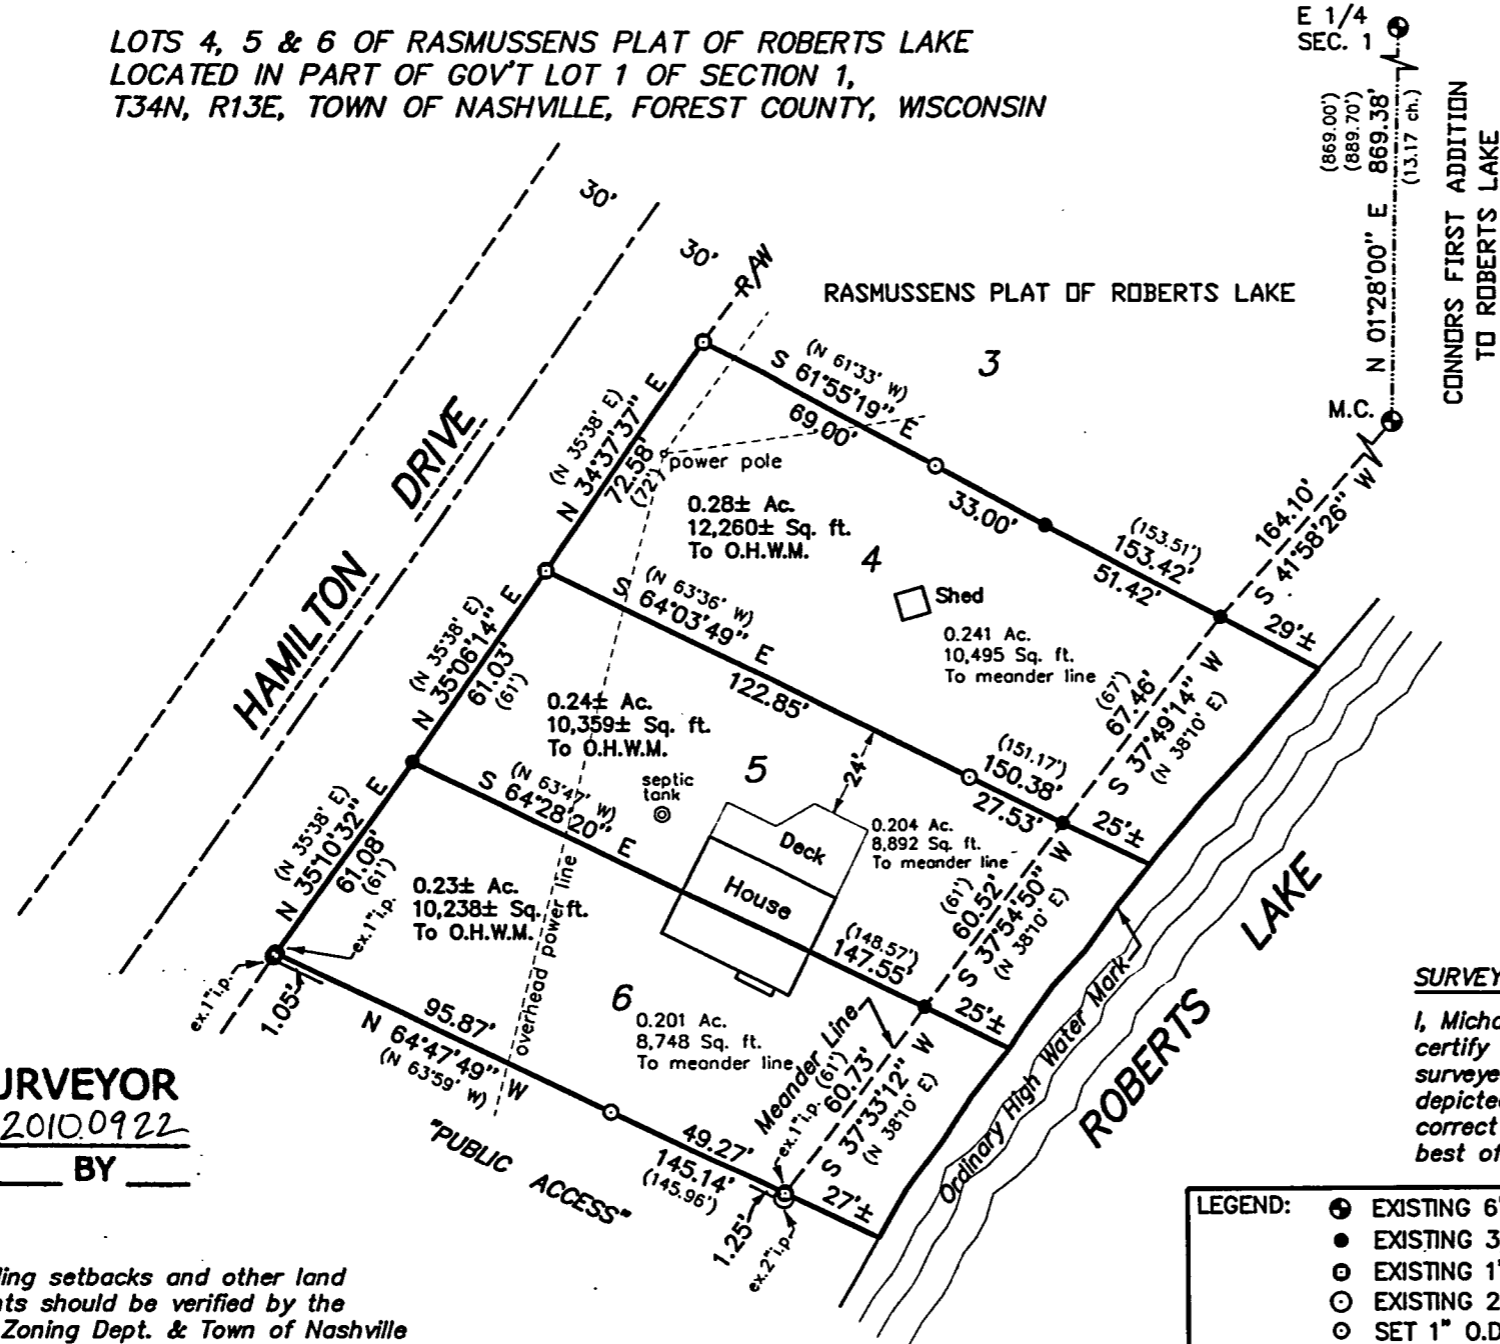 LOTS 4, 5 & 6 OF RASMUSSENS PLAT OF ROBERTS LAKE
LOCATED IN PART OF GOV'T LOT 1 OF SECTION 1,
T34N, R13E, TOWN OF NASHVILLE, FOREST COUNTY, WISCONSIN
E 1/4
SEC. 1
(869.00')
(889.70')
N 01°28'00" E 869.38'
(13.17 ch.)
CONNORS FIRST ADDITION
TO ROBERTS LAKE
M.C.
30'
30'
R/W
RASMUSSENS PLAT OF ROBERTS LAKE
3
(N 61°33' W)
S 61°55'19" E
69.00'
33.00'
(153.51')
153.42'
51.42'
164.10'
S 41°58'26" W
29'±
HAMILTON DRIVE
(N 35°38' E)
N 34°37'37" E
72.58'
(72')
power pole
0.28± Ac.
12,260± Sq. ft.
To O.H.W.M.
4
Shed
0.241 Ac.
10,495 Sq. ft.
To meander line
(67')
67.46'
S 37°49'14" W
(N 38°10' E)
(N 63°36' W)
S 64°03'49" E
122.85'
(151.17')
150.38'
27.53'
25'±
(N 35°38' E)
N 35°06'14" E
61.03'
(61')
0.24± Ac.
10,359± Sq. ft.
To O.H.W.M.
5
24'
septic
tank
Deck
House
0.204 Ac.
8,892 Sq. ft.
To meander line
(61')
60.52'
S 37°54'50" W
(N 38°10' E)
(N 63°47' W)
S 64°28'20" E
(148.57')
147.55'
25'±
(N 35°38' E)
N 35°10'32" E
61.08'
(61')
ex.1"i.p.
ex.1"i.p.
1.05'
0.23± Ac.
10,238± Sq. ft.
To O.H.W.M.
overhead power line
6
0.201 Ac.
8,748 Sq. ft.
To meander line
Meander Line
ex.1"i.p.
(61')
60.73'
S 37°33'12" W
(N 38°10' E)
95.87'
N 64°47'49" W
(N 63°59' W)
49.27'
145.14'
(145.96')
1.25'
ex.2"i.p.
27'±
"PUBLIC ACCESS"
Ordinary High Water Mark
ROBERTS LAKE
URVEYOR
2010.0922
BY
ling setbacks and other land
nts should be verified by the
Zoning Dept. & Town of Nashville
SURVEY
I, Micha
certify
surveye
depicted
correct
best of
LEGEND:
EXISTING 6"
EXISTING 3
EXISTING 1"
EXISTING 2
SET 1" O.D